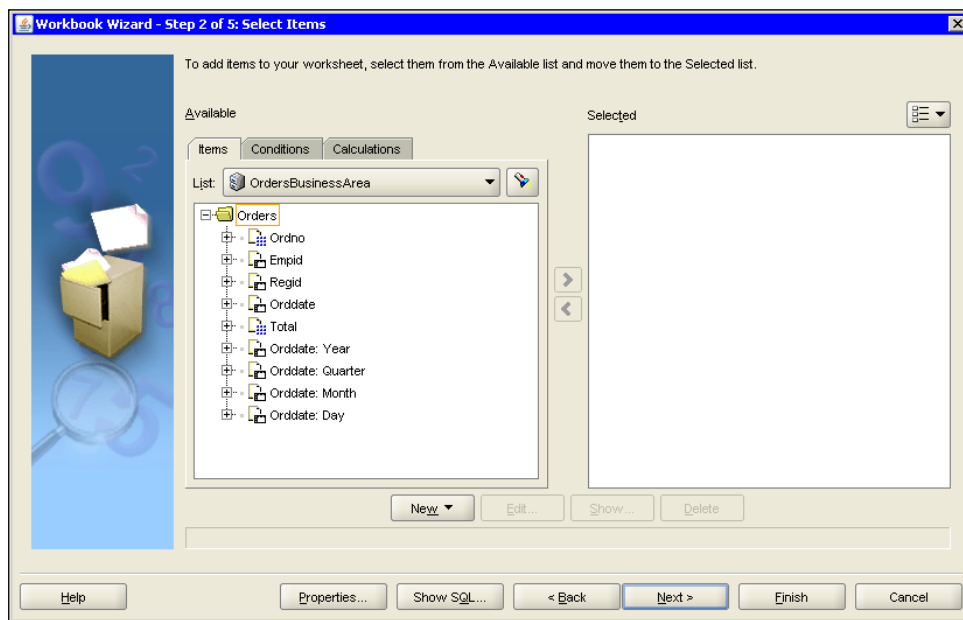 Workbook Wizard - Step 2 of 5: Select Items
To add items to your worksheet, select them from the Available list and move them to the Selected list.
Available
Selected
Items Conditions Calculations
List: OrdersBusinessArea
Orders
Ordno
Empid
Regid
Orddate
Total
Orddate: Year
Orddate: Quarter
Orddate: Month
Orddate: Day
New Edit... Show... Delete
Help Properties... Show SQL... < Back Next > Finish Cancel